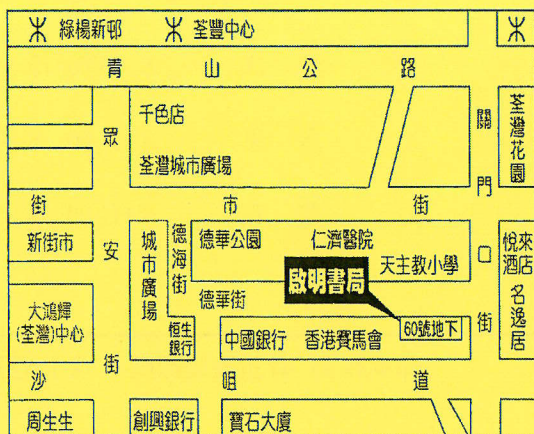 綠楊新邨
荃豐中心
青山公路
千色店
荃灣城市廣場
眾安街
關門口街
荃灣花園
街市街
新街市
城市廣場
德海街
德華公園
仁濟醫院
天主教小學
悅來酒店
名逸居
啟明書局
德華街
大鴻輝
(荃灣)中心
恒生銀行
中國銀行
香港賽馬會
60號地下
沙咀道
周生生
創興銀行
寶石大廈